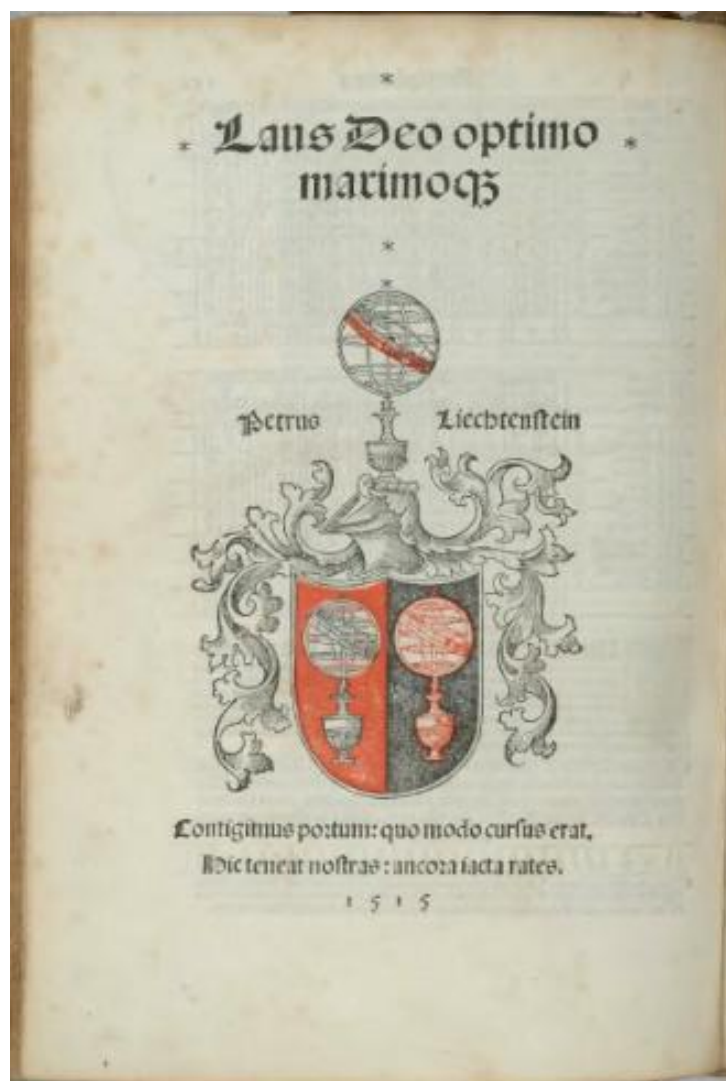 Laus Deo optimo
maximoqꝫ
Petrus Liechtenstein
Contigimus portum: quo modo cursus erat.
Hic teneat nostras: ancora iacta rates.
1515